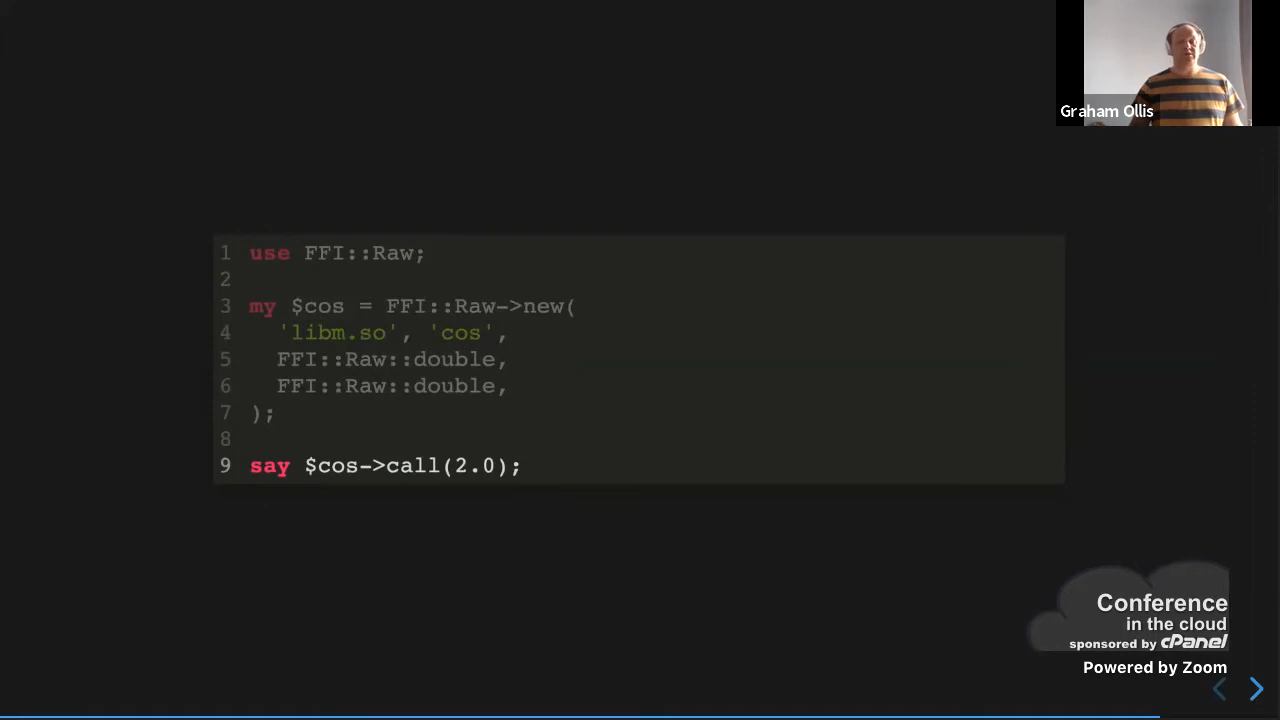 Graham Ollis
1 use FFI::Raw;
2
3 my $cos = FFI::Raw->new(
4   'libm.so', 'cos',
5   FFI::Raw::double,
6   FFI::Raw::double,
7 );
8
9 say $cos->call(2.0);
Conference
in the cloud
sponsored by cPanel
Powered by Zoom